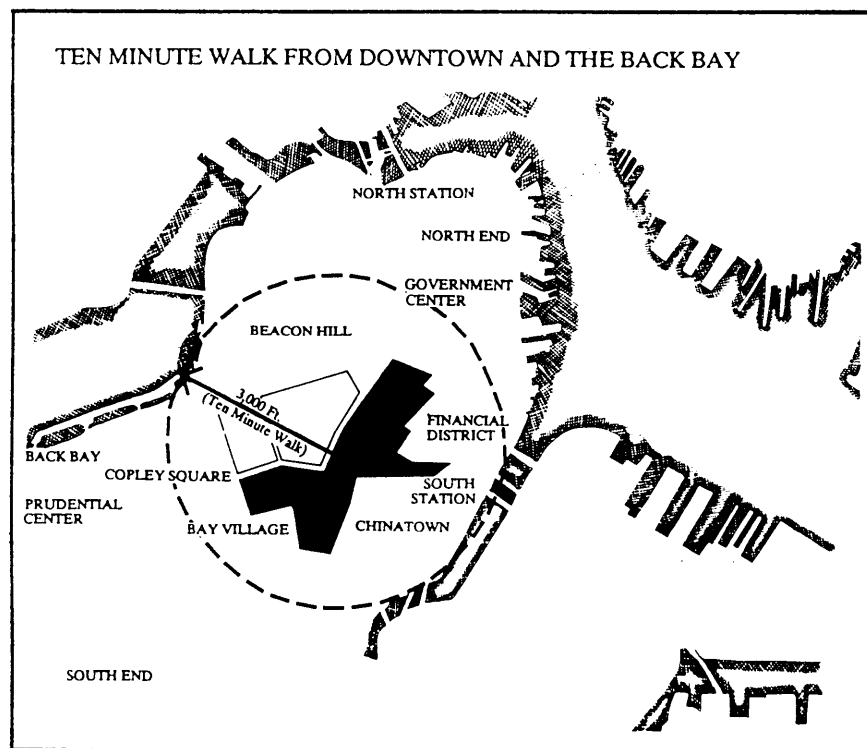 TEN MINUTE WALK FROM DOWNTOWN AND THE BACK BAY
NORTH STATION
NORTH END
GOVERNMENT
CENTER
BEACON HILL
3,000 Ft.
(Ten Minute Walk)
FINANCIAL
DISTRICT
BACK BAY
COPLEY SQUARE
SOUTH
STATION
PRUDENTIAL
CENTER
BAY VILLAGE
CHINATOWN
SOUTH END